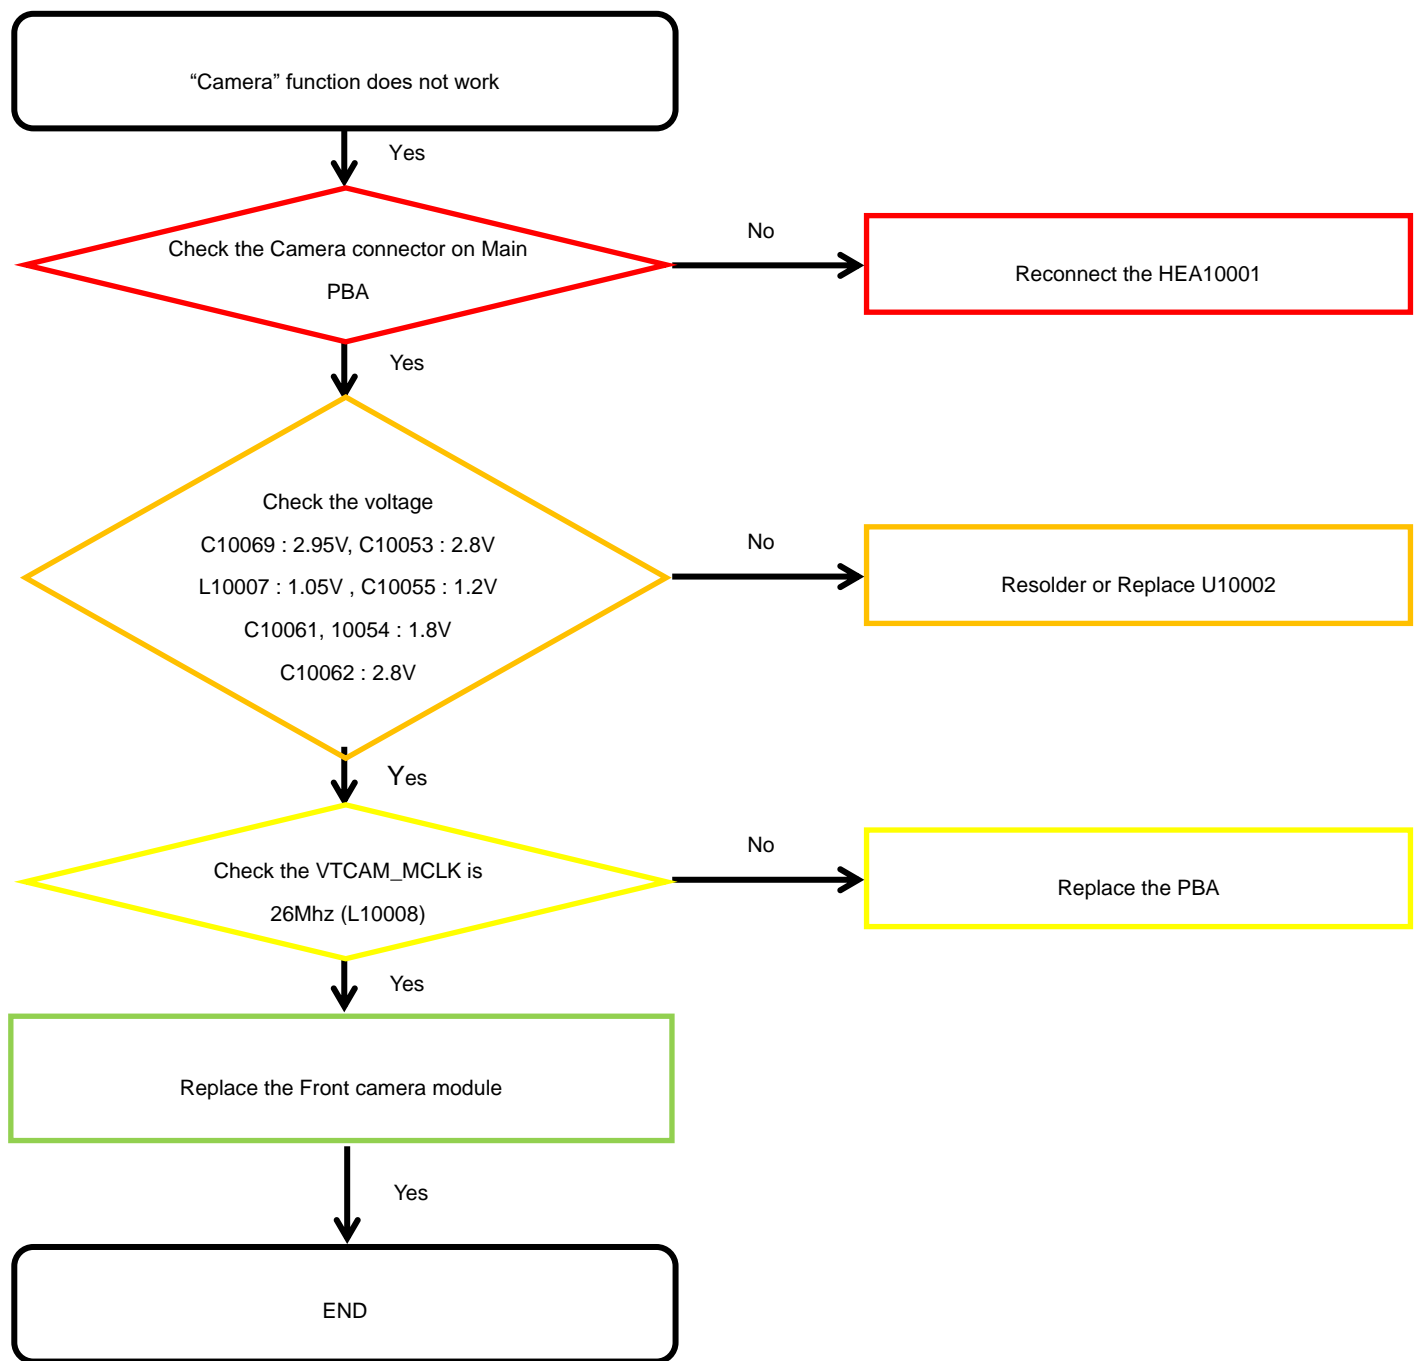 “Camera” function does not work
Yes
Check the Camera connector on Main
PBA
No
Reconnect the HEA10001
Yes
Check the voltage
C10069 : 2.95V, C10053 : 2.8V
L10007 : 1.05V , C10055 : 1.2V
C10061, 10054 : 1.8V
C10062 : 2.8V
No
Resolder or Replace U10002
Yes
Check the VTCAM_MCLK is
26Mhz (L10008)
No
Replace the PBA
Yes
Replace the Front camera module
Yes
END